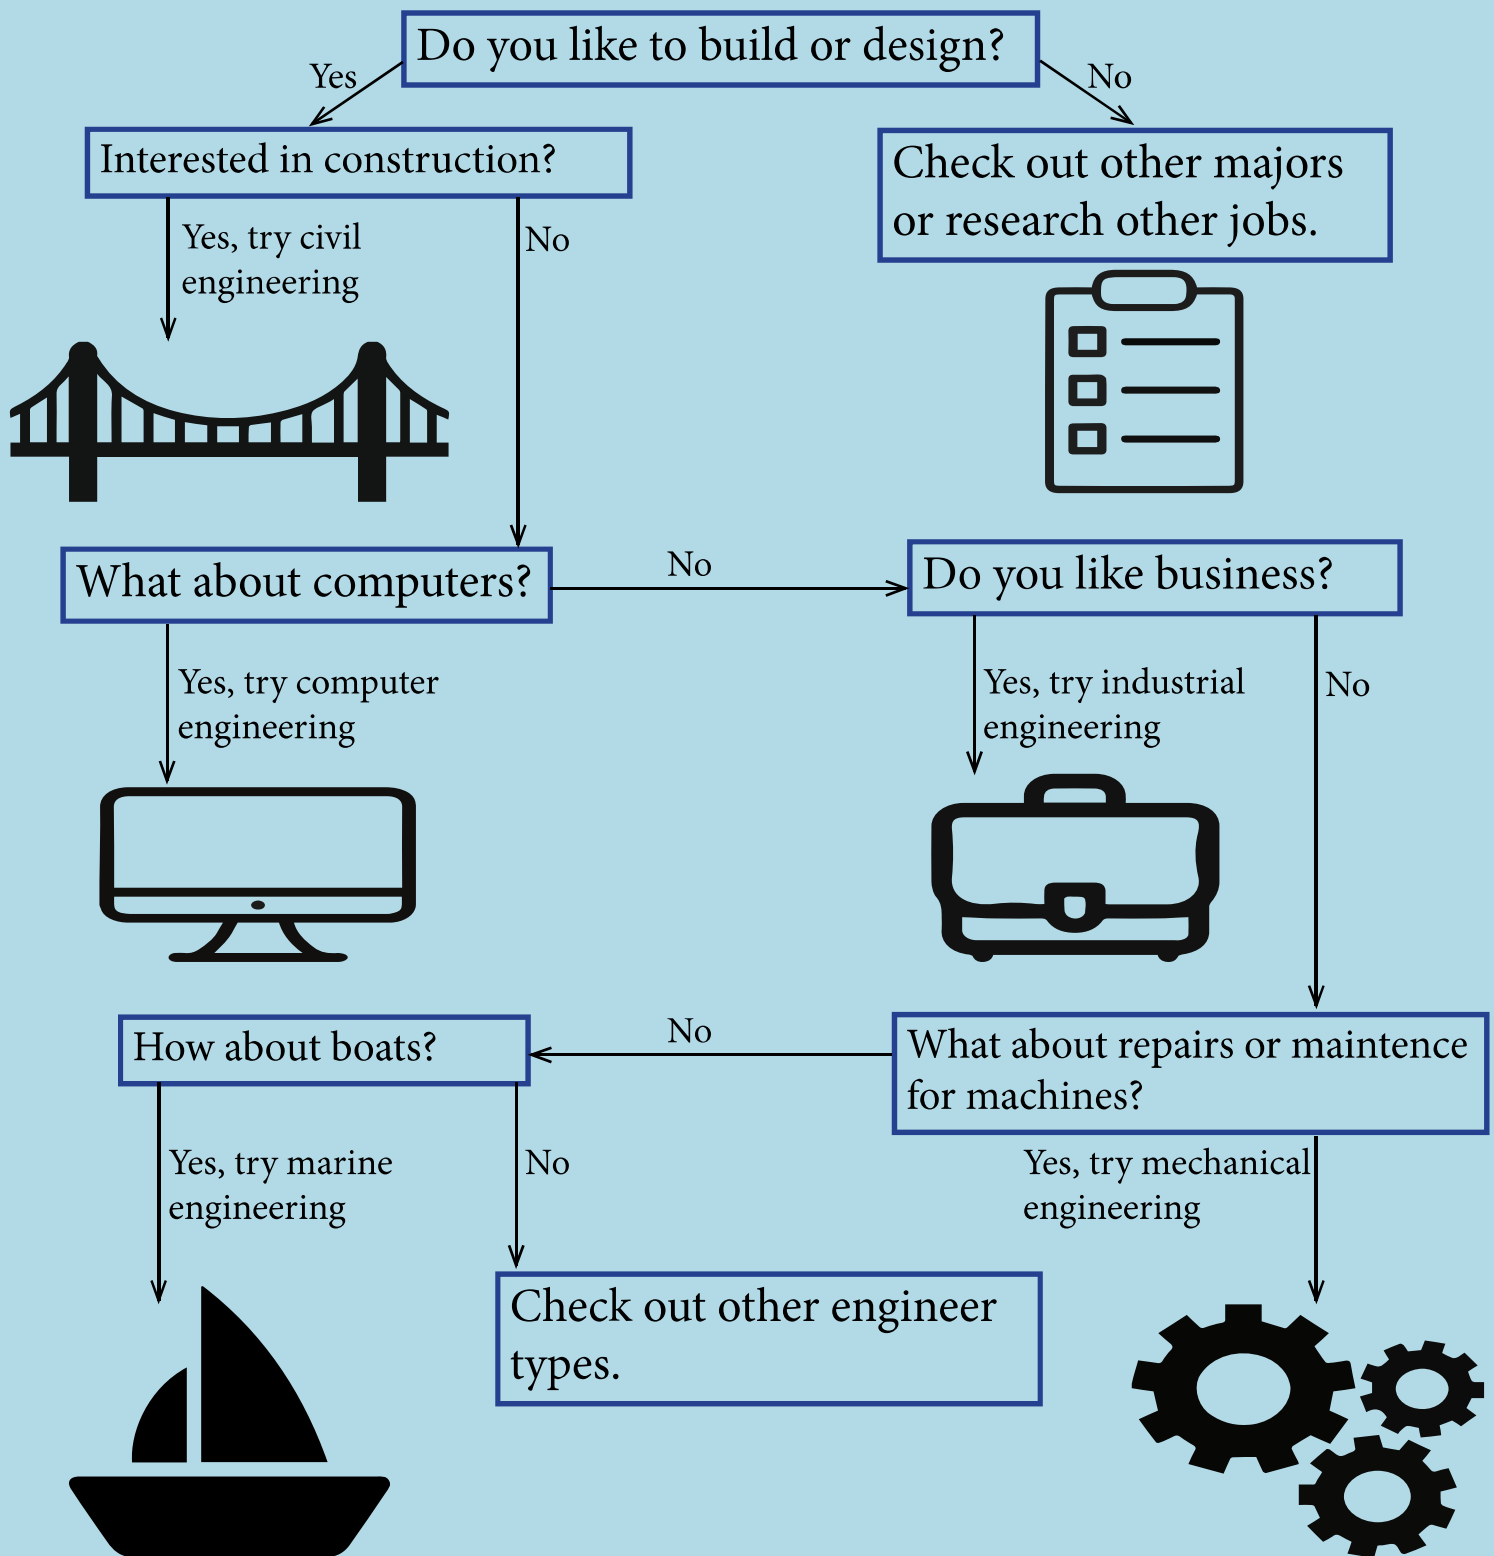 Do you like to build or design?
Yes
No
Interested in construction?
Check out other majors
or research other jobs.
Yes, try civil
engineering
No
What about computers?
No
Do you like business?
Yes, try computer
engineering
Yes, try industrial
engineering
No
How about boats?
No
What about repairs or maintence
for machines?
Yes, try marine
engineering
No
Yes, try mechanical
engineering
Check out other engineer
types.